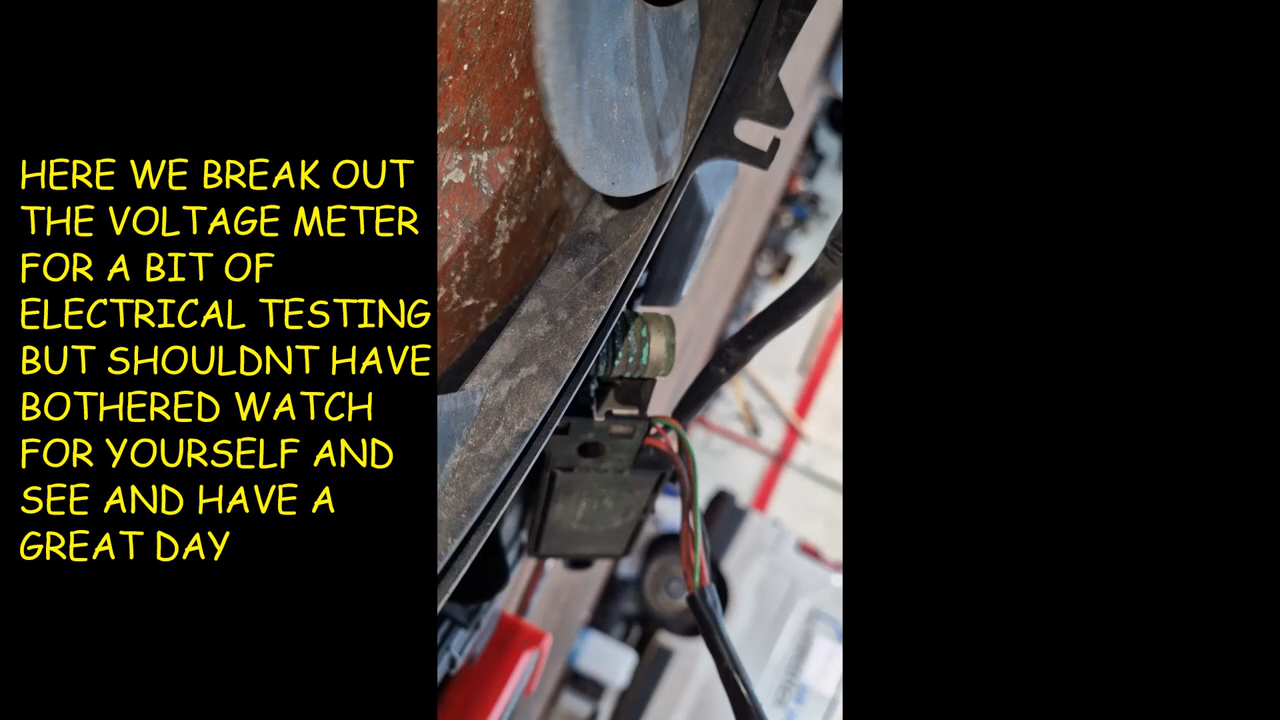 HERE WE BREAK OUT
THE VOLTAGE METER
FOR A BIT OF
ELECTRICAL TESTING
BUT SHOULDNT HAVE
BOTHERED WATCH
FOR YOURSELF AND
SEE AND HAVE A
GREAT DAY